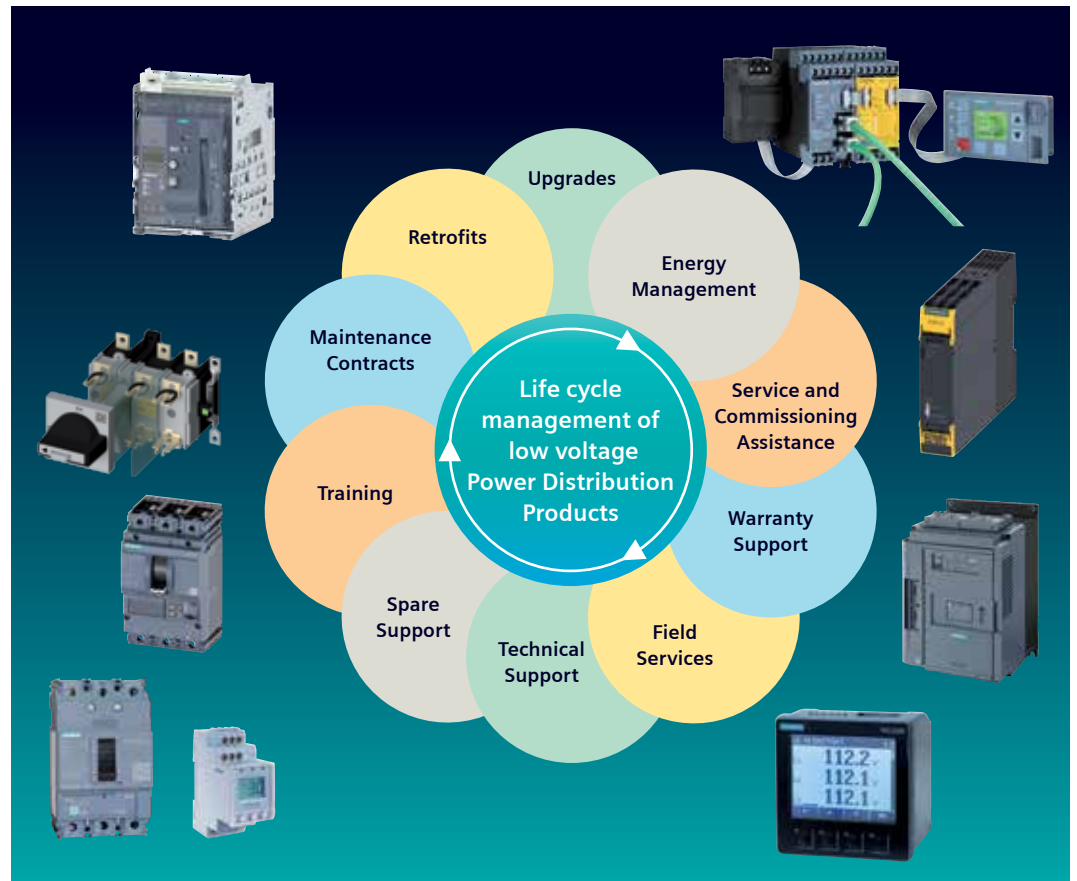 Upgrades
Retrofits
Energy
Management
Maintenance
Contracts
Life cycle
management of
low voltage
Power Distribution
Products
Service and
Commissioning
Assistance
Training
Warranty
Support
Spare
Support
Technical
Support
Field
Services
SIEMENS
112.2
112.1
112.1